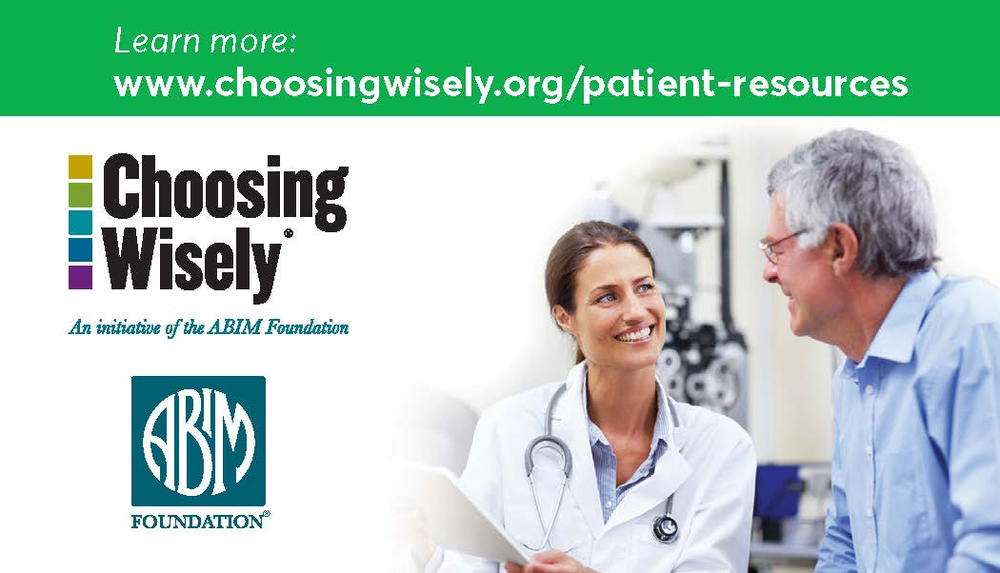 Learn more:
www.choosingwisely.org/patient-resources
Choosing
Wisely®
An initiative of the ABIM Foundation
ABIM
FOUNDATION®